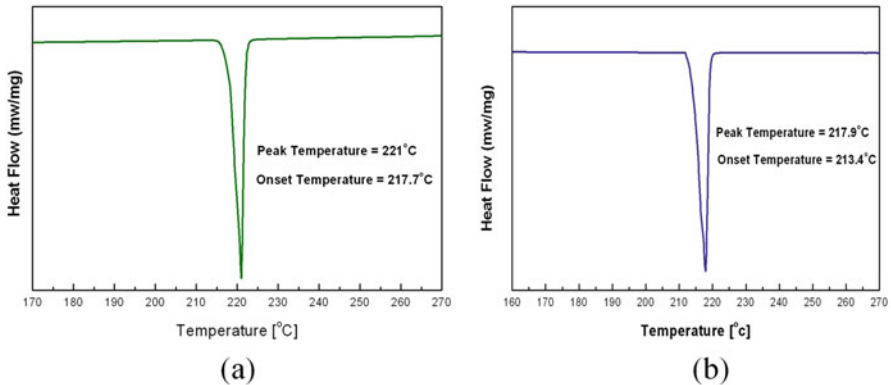 Heat Flow (mw/mg)
Peak Temperature = 221°C
Onset Temperature = 217.7°C
170 180 190 200 210 220 230 240 250 260 270
Temperature [°C]
(a)
Heat Flow (mw/mg)
Peak Temperature = 217.9°C
Onset Temperature = 213.4°C
160 170 180 190 200 210 220 230 240 250 260 270
Temperature [°c]
(b)